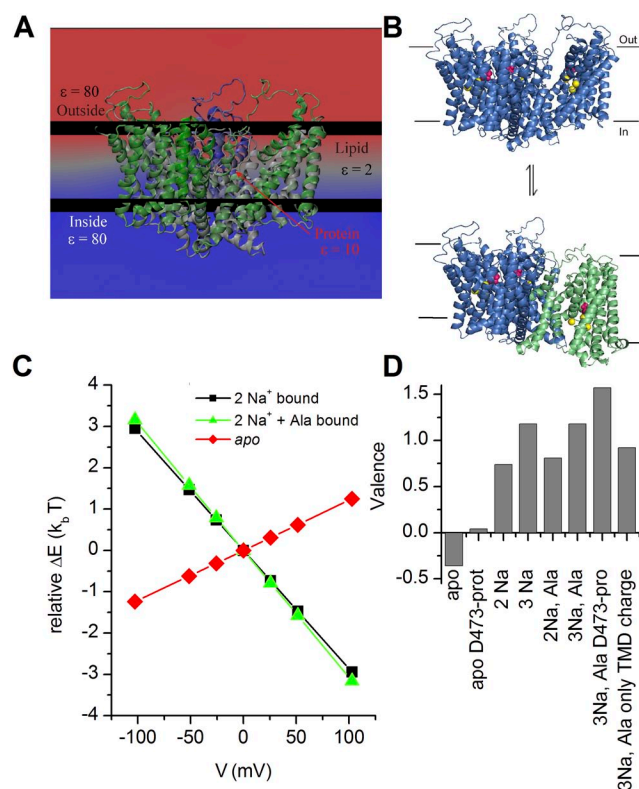 A
ε = 80
Outside
Lipid
ε = 2
Inside
ε = 80
Protein
ε = 10
B
Out
In
C
4
3
2
1
0
-1
-2
-3
-4
relative ΔE (k_b T)
2 Na⁺ bound
2 Na⁺ + Ala bound
apo
-100 -50 0 50 100
V (mV)
D
1.5
1.0
0.5
0.0
-0.5
Valence
apo
apo D473-prot
2 Na
3 Na
2Na, Ala
3Na, Ala
3Na, Ala D473-pro
3Na, Ala only TMD charge